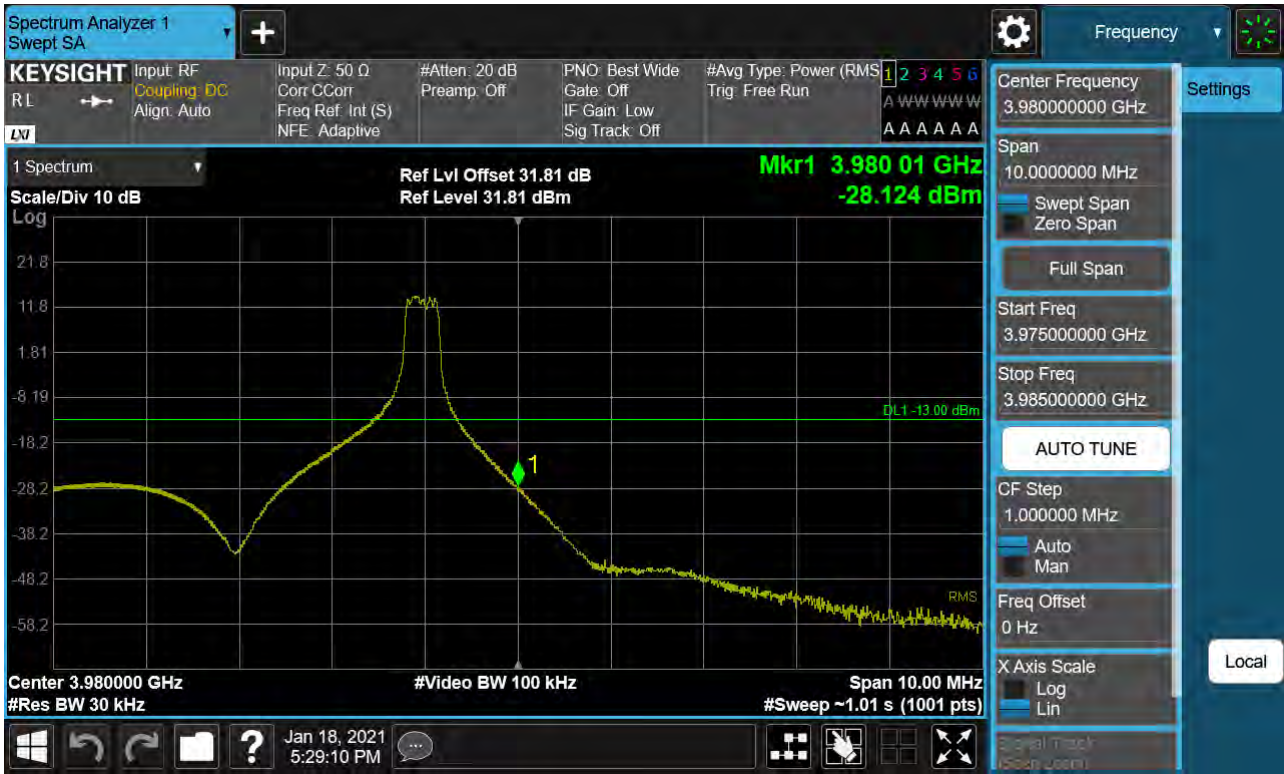 Spectrum Analyzer 1
Swept SA
Frequency
KEYSIGHT
RL
LXI
Input: RF
Coupling: DC
Align: Auto
Input Z: 50 Ω
Corr CCorr
Freq Ref: Int (S)
NFE: Adaptive
#Atten: 20 dB
Preamp: Off
PNO: Best Wide
Gate: Off
IF Gain: Low
Sig Track: Off
#Avg Type: Power (RMS
Trig: Free Run
1 2 3 4 5 6
A W W W W W
A A A A A A
1 Spectrum
Scale/Div 10 dB
Log
Ref Lvl Offset 31.81 dB
Ref Level 31.81 dBm
Mkr1 3.980 01 GHz
-28.124 dBm
21.8
11.8
1.81
-8.19
-18.2
-28.2
-38.2
-48.2
-58.2
DL1 -13.00 dBm
1
RMS
Center 3.980000 GHz
#Res BW 30 kHz
#Video BW 100 kHz
Span 10.00 MHz
#Sweep ~1.01 s (1001 pts)
Center Frequency
3.980000000 GHz
Settings
Span
10.0000000 MHz
Swept Span
Zero Span
Full Span
Start Freq
3.975000000 GHz
Stop Freq
3.985000000 GHz
AUTO TUNE
CF Step
1.000000 MHz
Auto
Man
Freq Offset
0 Hz
X Axis Scale
Log
Lin
Local
Signal Track
(Span Zoom)
?
Jan 18, 2021
5:29:10 PM